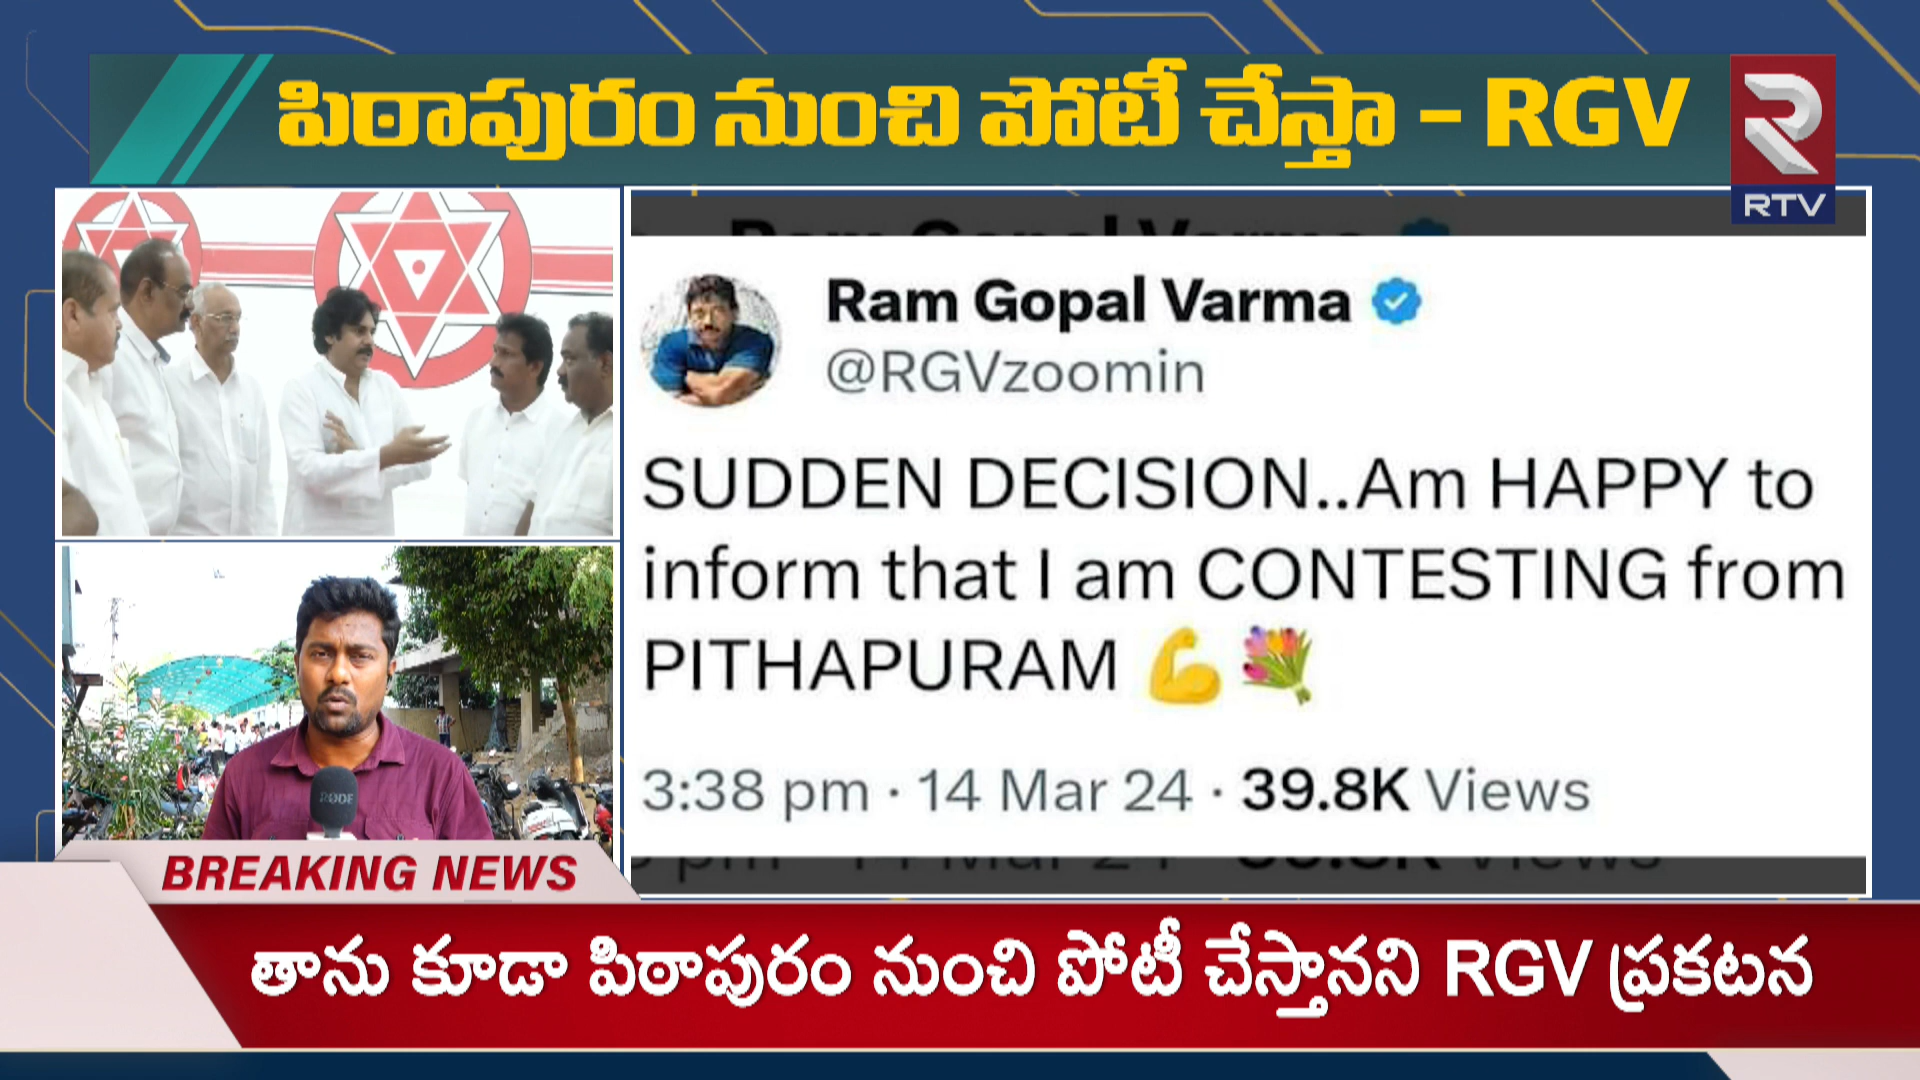 పిఠాపురం నుంచి పోటీ చేస్తా – RGV
RTV
Ram Gopal Varma
@RGVzoomin
SUDDEN DECISION..Am HAPPY to
inform that I am CONTESTING from
PITHAPURAM 💪💐
3:38 pm · 14 Mar 24 · 39.8K Views
RODE
BREAKING NEWS
తాను కూడా పిఠాపురం నుంచి పోటీ చేస్తానని RGV ప్రకటన